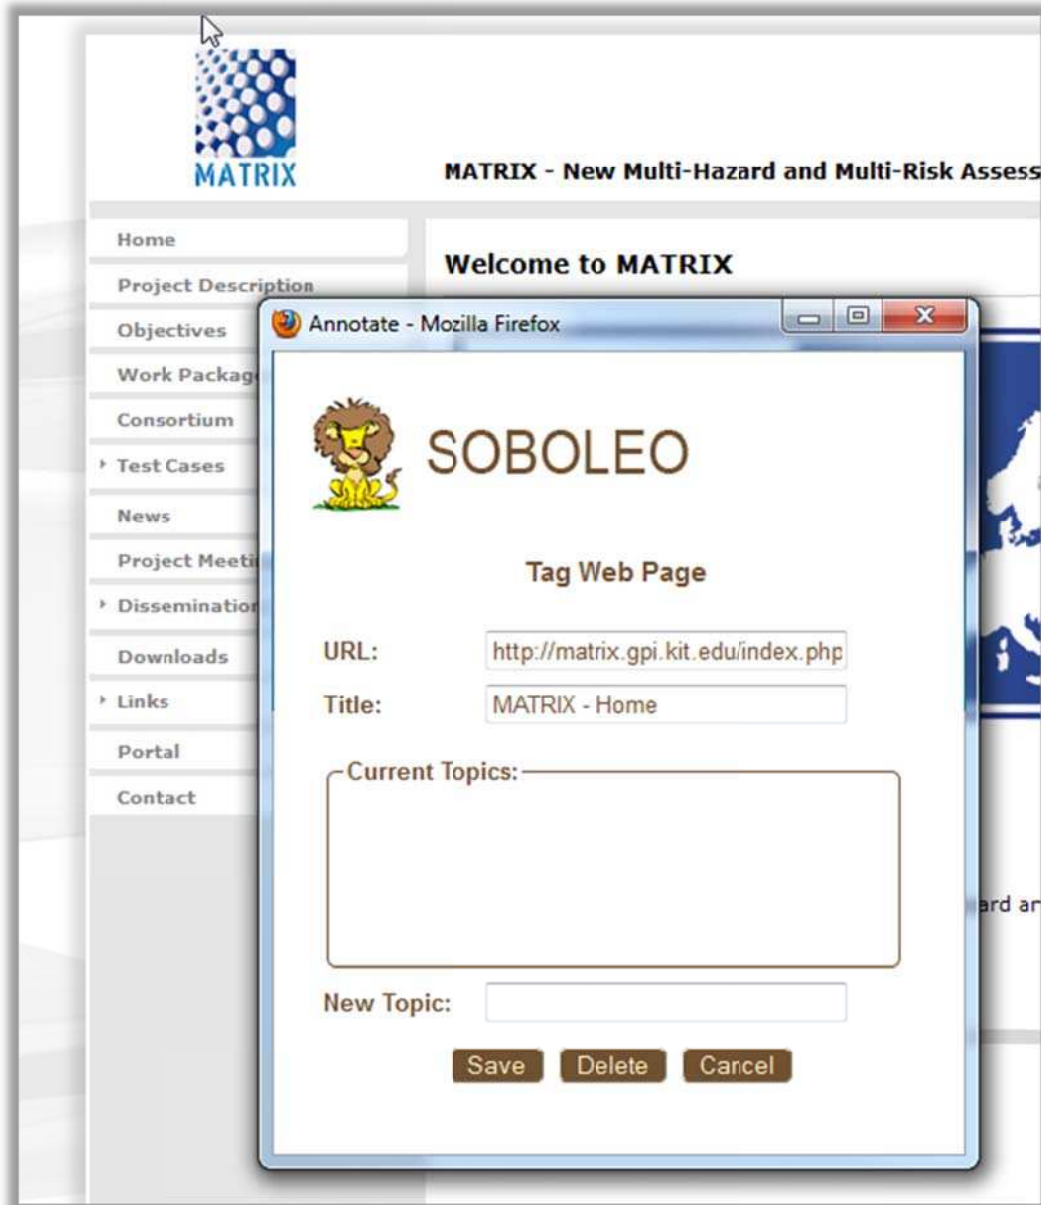 MATRIX
MATRIX - New Multi-Hazard and Multi-Risk Assess
Home
Project Description
Objectives
Work Packag
Consortium
Test Cases
News
Project Meeti
Dissemination
Downloads
Links
Portal
Contact
Welcome to MATRIX
Annotate - Mozilla Firefox
SOBOLEO
Tag Web Page
URL: http://matrix.gpi.kit.edu/index.php
Title: MATRIX - Home
Current Topics:
New Topic:
Save Delete Cancel
ard ar